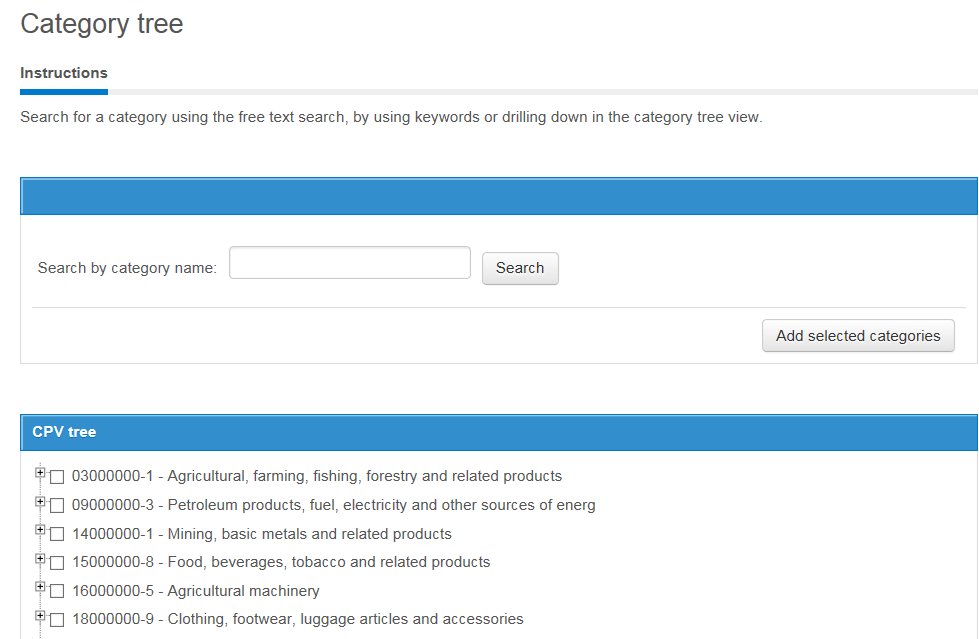 Category tree
Instructions
Search for a category using the free text search, by using keywords or drilling down in the category tree view.
Search by category name:
Search
Add selected categories
CPV tree
03000000-1 - Agricultural, farming, fishing, forestry and related products
09000000-3 - Petroleum products, fuel, electricity and other sources of energ
14000000-1 - Mining, basic metals and related products
15000000-8 - Food, beverages, tobacco and related products
16000000-5 - Agricultural machinery
18000000-9 - Clothing, footwear, luggage articles and accessories